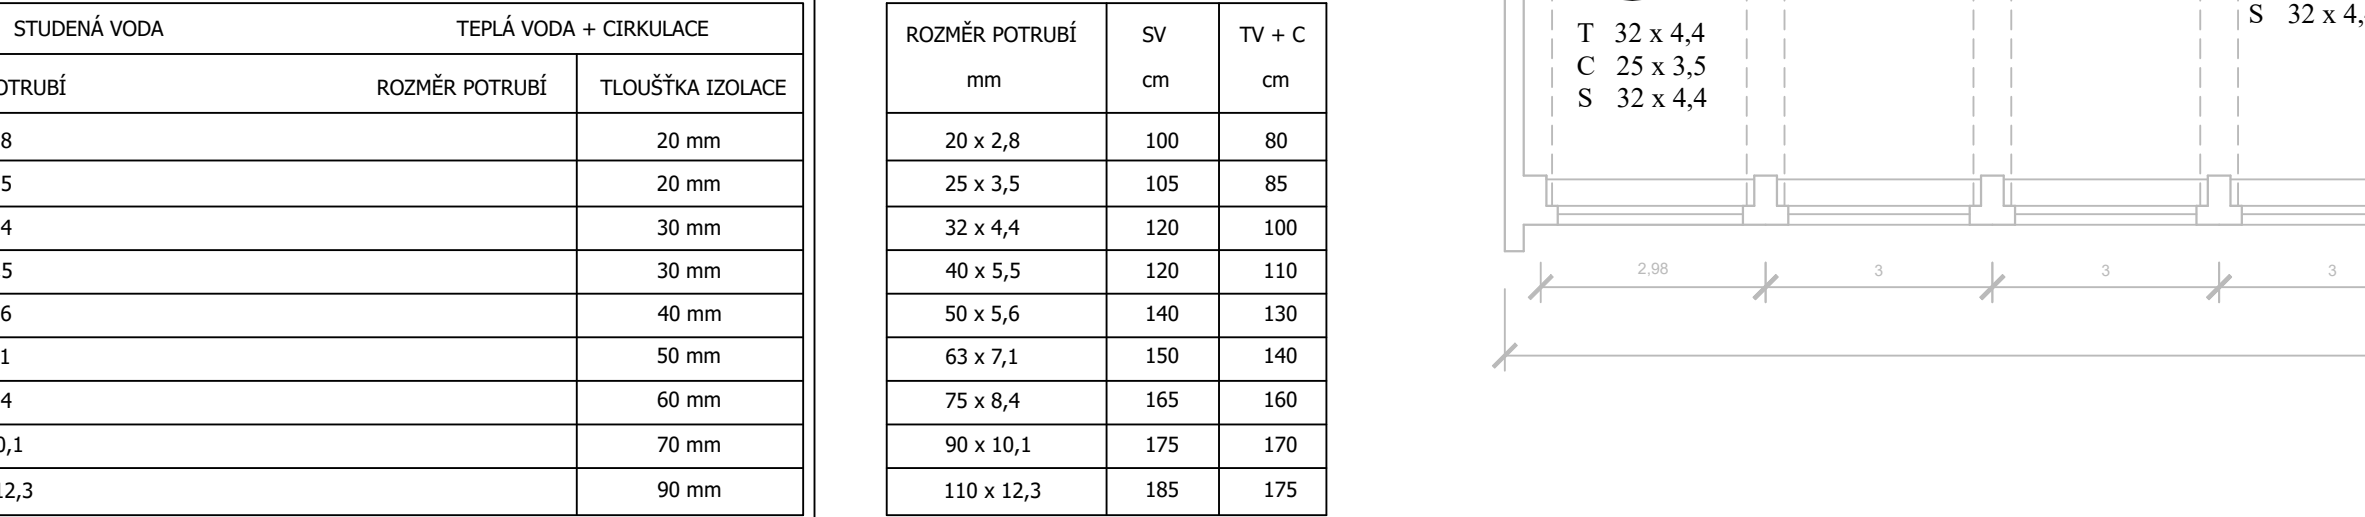 STUDENÁ VODA TEPLÁ VODA + CIRKULACE
OTRUBÍ ROZMĚR POTRUBÍ TLOUŠŤKA IZOLACE
8 20 mm
5 20 mm
4 30 mm
5 30 mm
6 40 mm
1 50 mm
4 60 mm
0,1 70 mm
12,3 90 mm
ROZMĚR POTRUBÍ SV TV + C
mm cm cm
20 x 2,8 100 80
25 x 3,5 105 85
32 x 4,4 120 100
40 x 5,5 120 110
50 x 5,6 140 130
63 x 7,1 150 140
75 x 8,4 165 160
90 x 10,1 175 170
110 x 12,3 185 175
T 32 x 4,4
C 25 x 3,5
S 32 x 4,4
S 32 x 4,
2,98 3 3 3